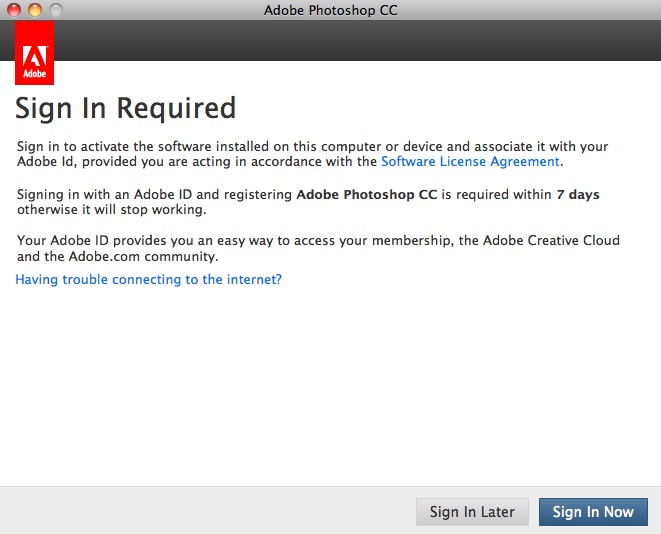 Adobe Photoshop CC
Adobe
Sign In Required
Sign in to activate the software installed on this computer or device and associate it with your
Adobe Id, provided you are acting in accordance with the Software License Agreement.
Signing in with an Adobe ID and registering Adobe Photoshop CC is required within 7 days
otherwise it will stop working.
Your Adobe ID provides you an easy way to access your membership, the Adobe Creative Cloud
and the Adobe.com community.
Having trouble connecting to the internet?
Sign In Later
Sign In Now